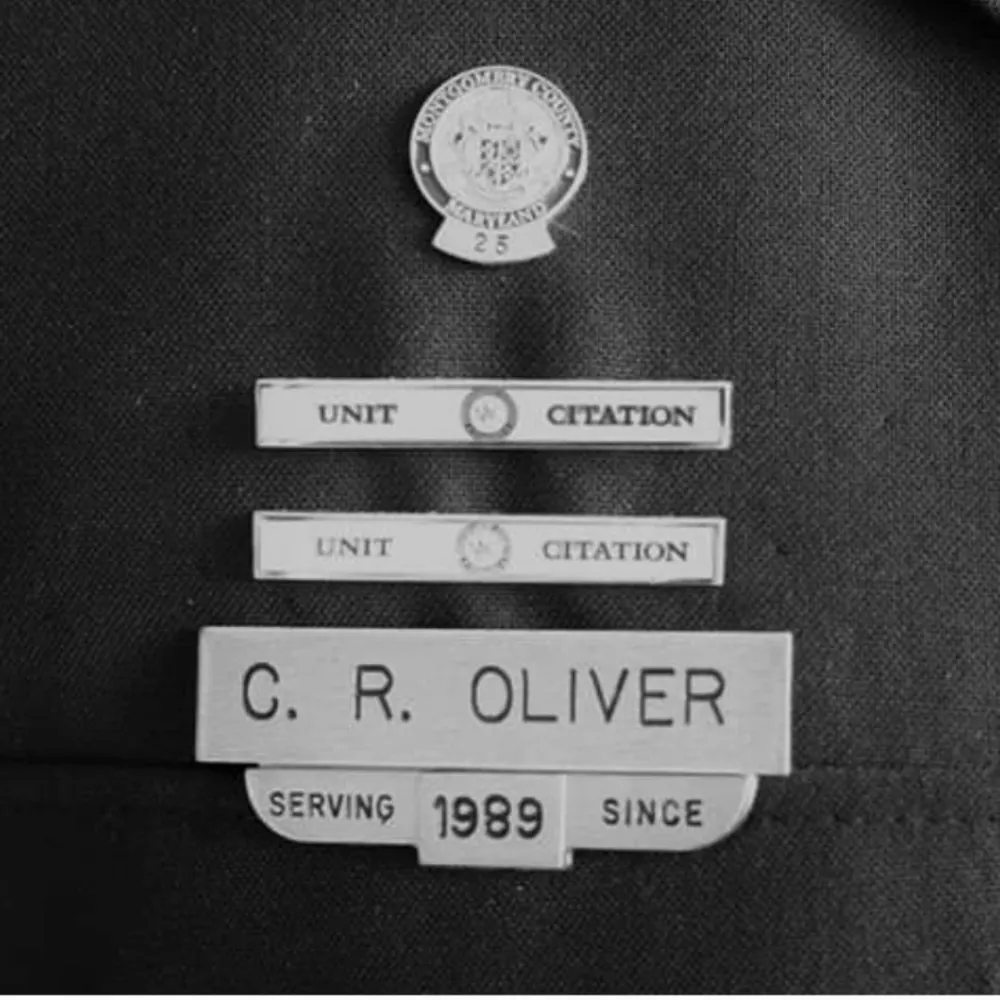 MONTGOMERY COUNTY
MARYLAND
25
UNIT CITATION
UNIT CITATION
C. R. OLIVER
SERVING 1989 SINCE